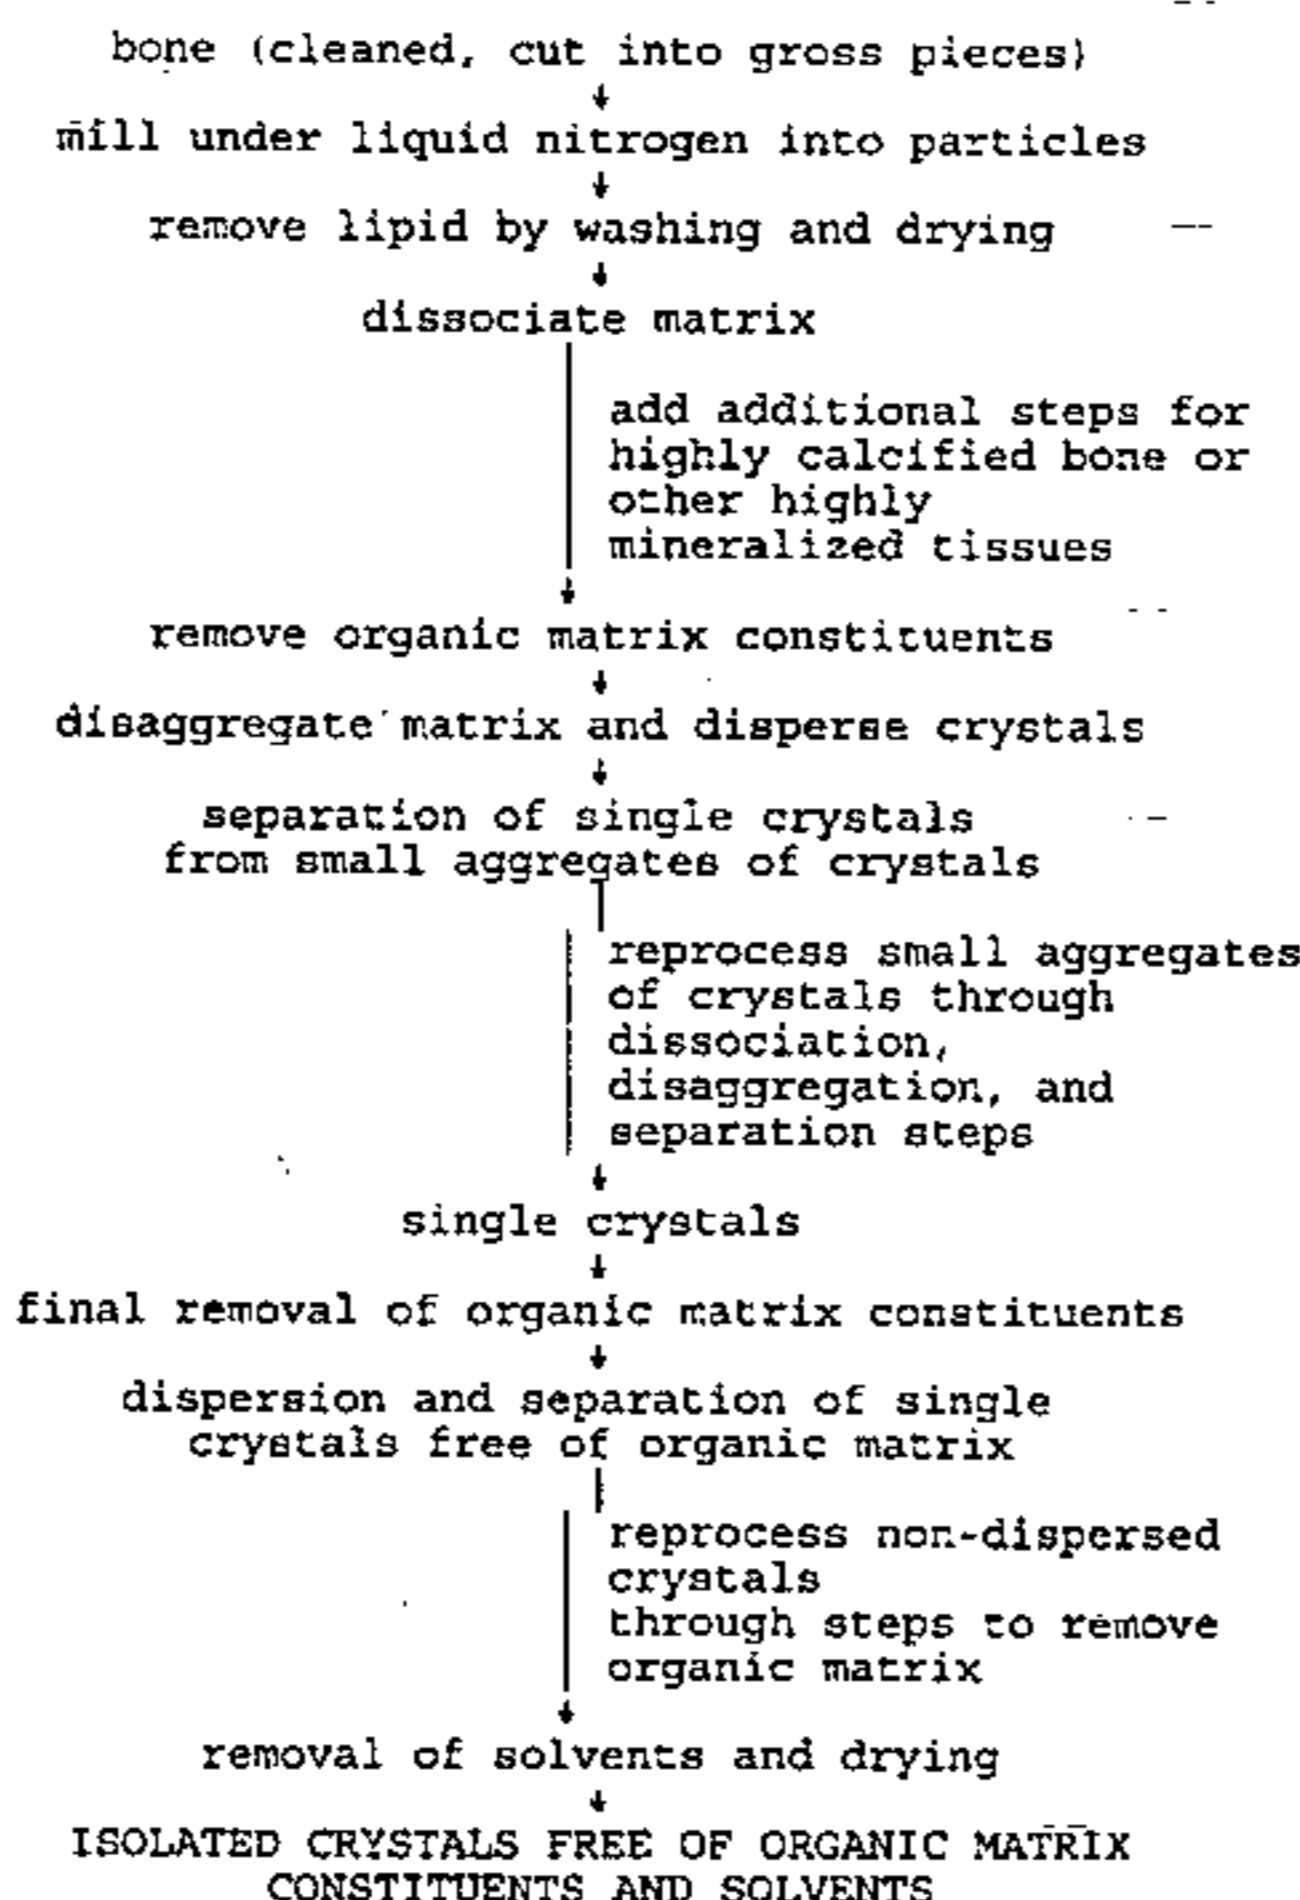 bone (cleaned, cut into gross pieces)
mill under liquid nitrogen into particles
remove lipid by washing and drying
dissociate matrix
add additional steps for
highly calcified bone or
other highly
mineralized tissues
remove organic matrix constituents
disaggregate matrix and disperse crystals
separation of single crystals
from small aggregates of crystals
reprocess small aggregates
of crystals through
dissociation,
disaggregation, and
separation steps
single crystals
final removal of organic matrix constituents
dispersion and separation of single
crystals free of organic matrix
reprocess non-dispersed
crystals
through steps to remove
organic matrix
removal of solvents and drying
ISOLATED CRYSTALS FREE OF ORGANIC MATRIX
CONSTITUENTS AND SOLVENTS